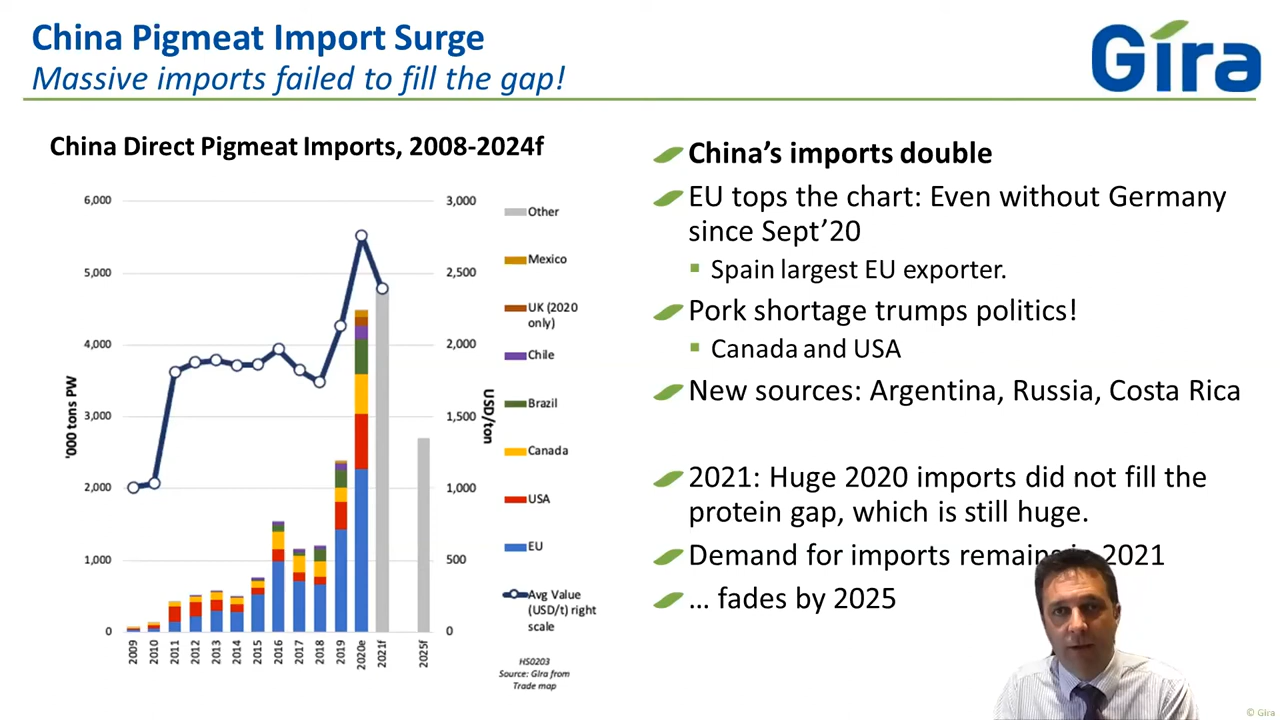 China Pigmeat Import Surge
Massive imports failed to fill the gap!
Gira
China Direct Pigmeat Imports, 2008-2024f
6,000
5,000
4,000
3,000
2,000
1,000
0
'000 tons PW
3,000
2,500
2,000
1,500
1,000
500
0
USD/ton
2009
2010
2011
2012
2013
2014
2015
2016
2017
2018
2019
2020e
2021f
2025f
Other
Mexico
UK (2020
only)
Chile
Brazil
Canada
USA
EU
Avg Value
(USD/t) right
scale
HS0203
Source: GIra from
Trade map
China's imports double
EU tops the chart: Even without Germany
since Sept'20
Spain largest EU exporter.
Pork shortage trumps politics!
Canada and USA
New sources: Argentina, Russia, Costa Rica
2021: Huge 2020 imports did not fill the
protein gap, which is still huge.
Demand for imports remains in 2021
... fades by 2025
© Gira